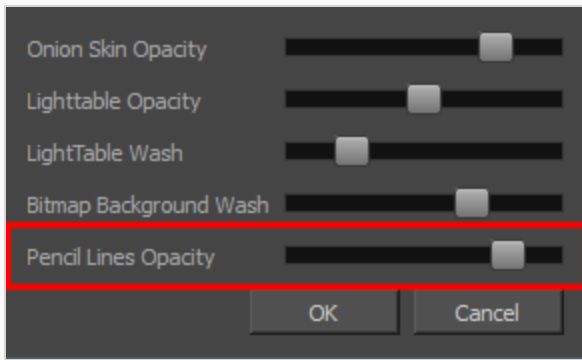 Onion Skin Opacity
Lighttable Opacity
LightTable Wash
Bitmap Background Wash
Pencil Lines Opacity
OK Cancel